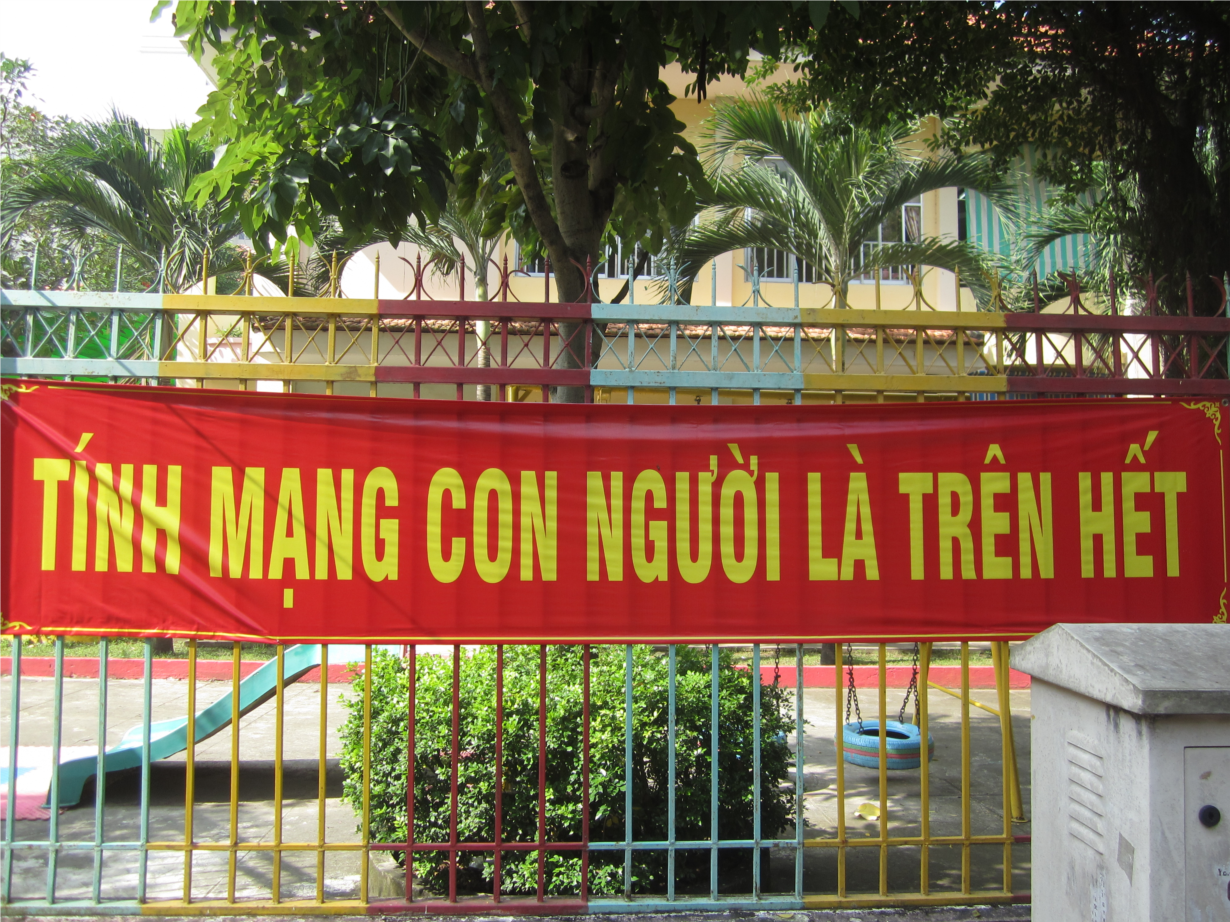 TÍNH MẠNG CON NGƯỜI LÀ TRÊN HẾT